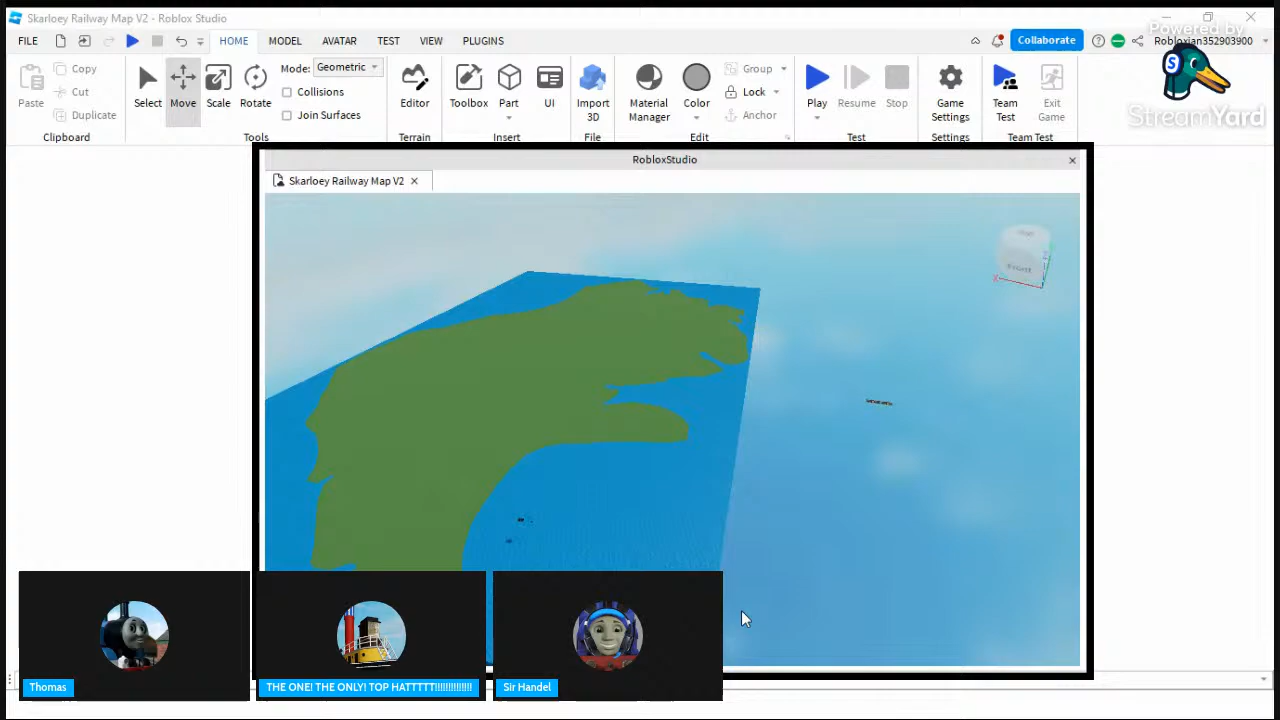 Skarloey Railway Map V2 - Roblox Studio
Powered by
FILE HOME MODEL AVATAR TEST VIEW PLUGINS Collaborate Robloxian352903900
StreamYard
Paste Copy Cut Duplicate
Select Move Scale Rotate
Mode: Geometric
Collisions
Join Surfaces
Editor Toolbox Part UI Import 3D
Material Manager Color Group Lock Anchor
Play Resume Stop Game Settings Team Test Exit Game
Clipboard Tools Terrain Insert File Edit Test Settings Team Test
RobloxStudio
Skarloey Railway Map V2
Front
Thomas
THE ONE! THE ONLY! TOP HATTTTT!!!!!!!!!!!!!!
Sir Handel